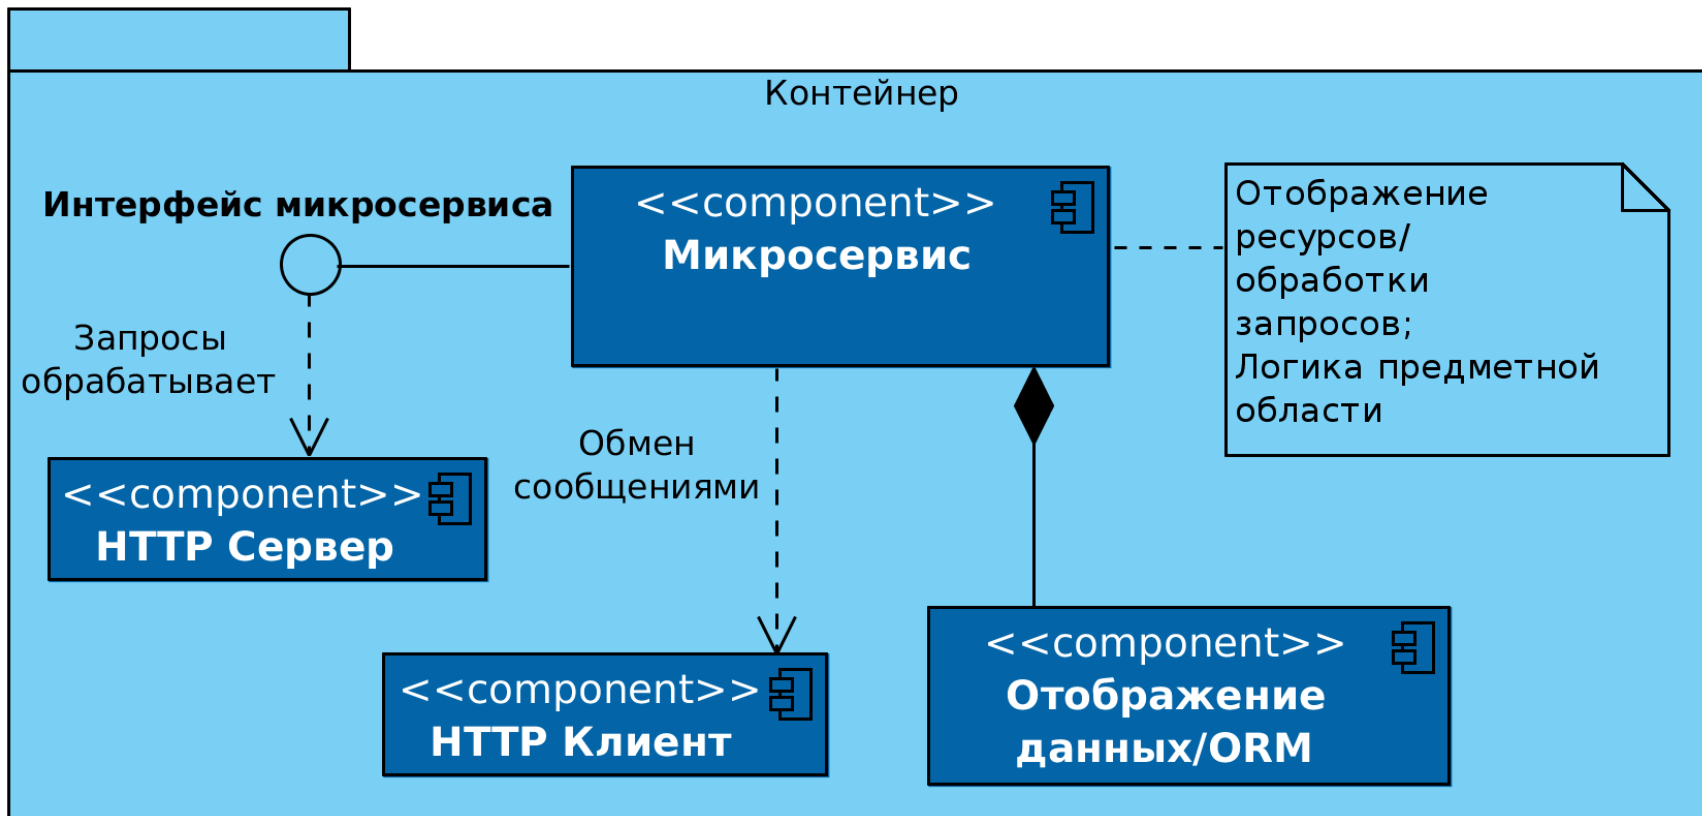 Контейнер
Интерфейс микросервиса
<<component>>
Микросервис
Отображение
ресурсов/
обработки
запросов;
Логика предметной
области
Запросы
обрабатывает
Обмен
сообщениями
<<component>>
HTTP Сервер
<<component>>
HTTP Клиент
<<component>>
Отображение
данных/ORM